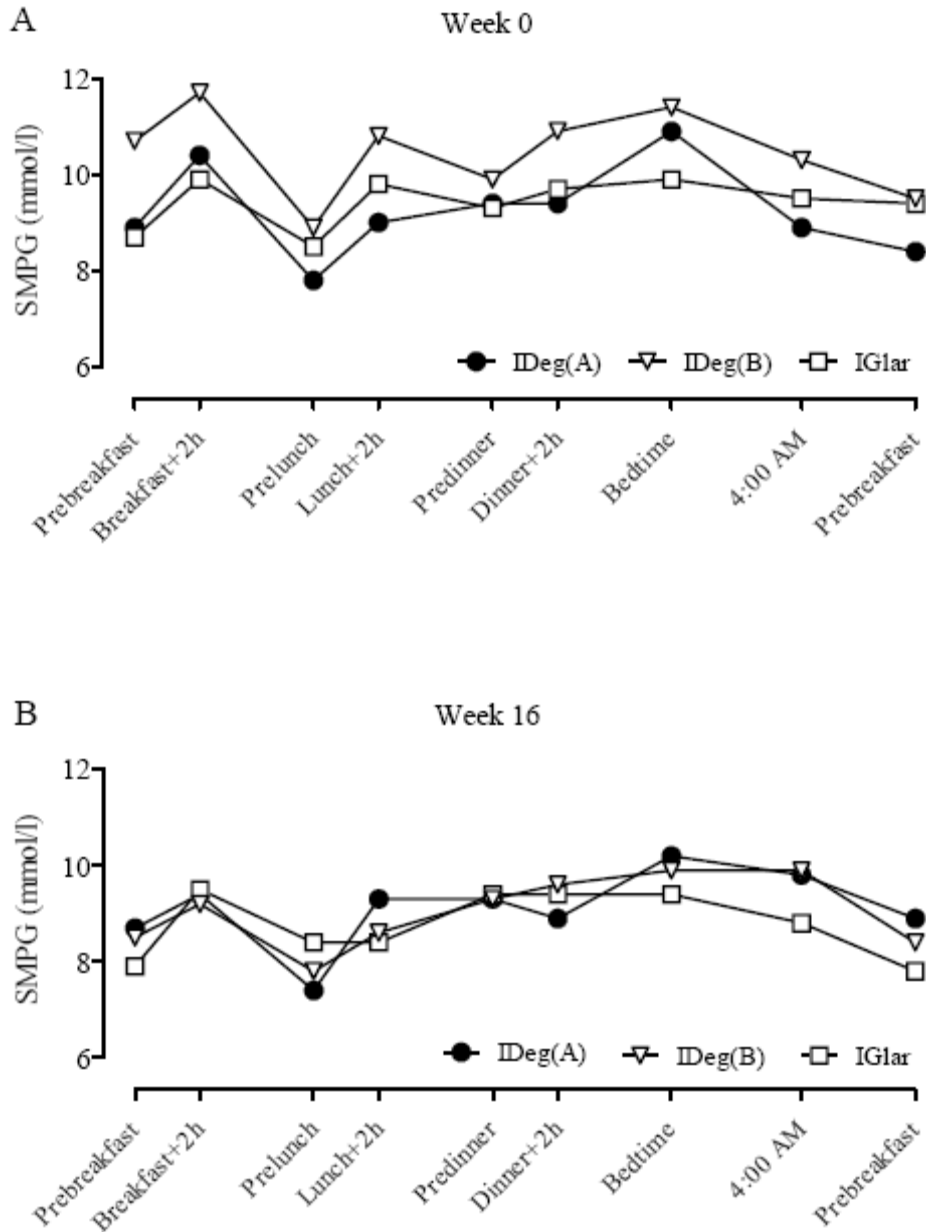 A
Week 0
SMPG (mmol/l)
12
10
8
6
IDeg(A) IDeg(B) IGlar
Prebreakfast
Breakfast+2h
Prelunch
Lunch+2h
Predinner
Dinner+2h
Bedtime
4:00 AM
Prebreakfast
B
Week 16
SMPG (mmol/l)
12
10
8
6
IDeg(A) IDeg(B) IGlar
Prebreakfast
Breakfast+2h
Prelunch
Lunch+2h
Predinner
Dinner+2h
Bedtime
4:00 AM
Prebreakfast